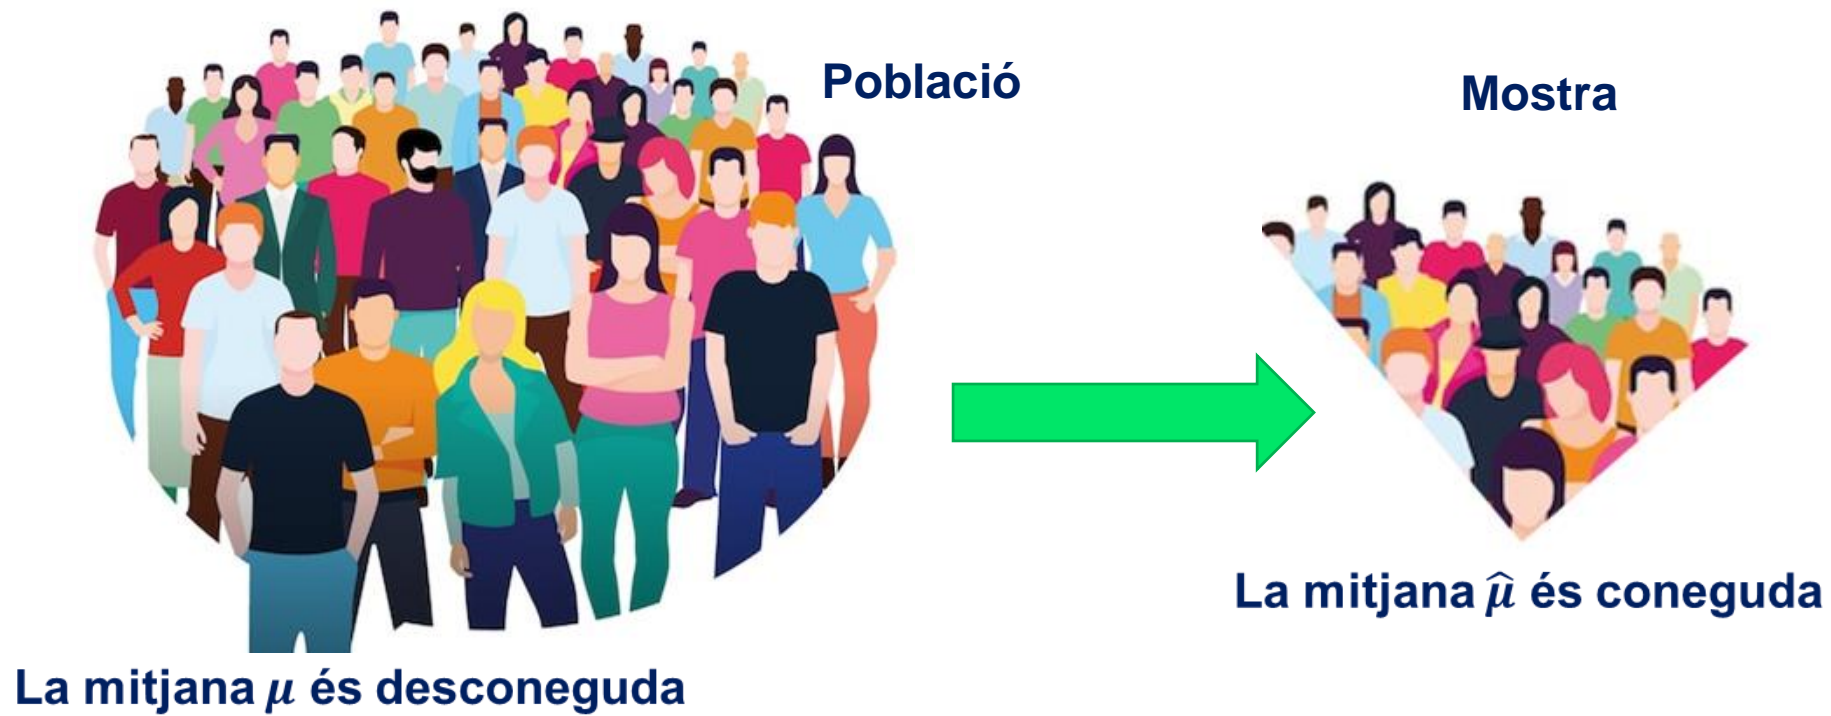 Població
Mostra
La mitjana μ̂ és coneguda
La mitjana μ és desconeguda